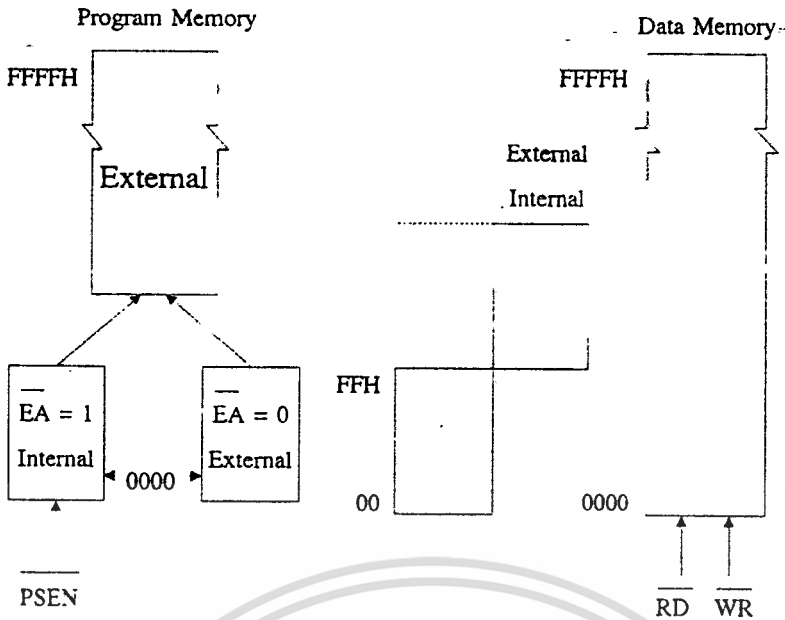 Program Memory
Data Memory
FFFFH
FFFFH
External
External
Internal
FFH
EA = 1
Internal
0000
EA = 0
External
00
0000
PSEN
RD
WR